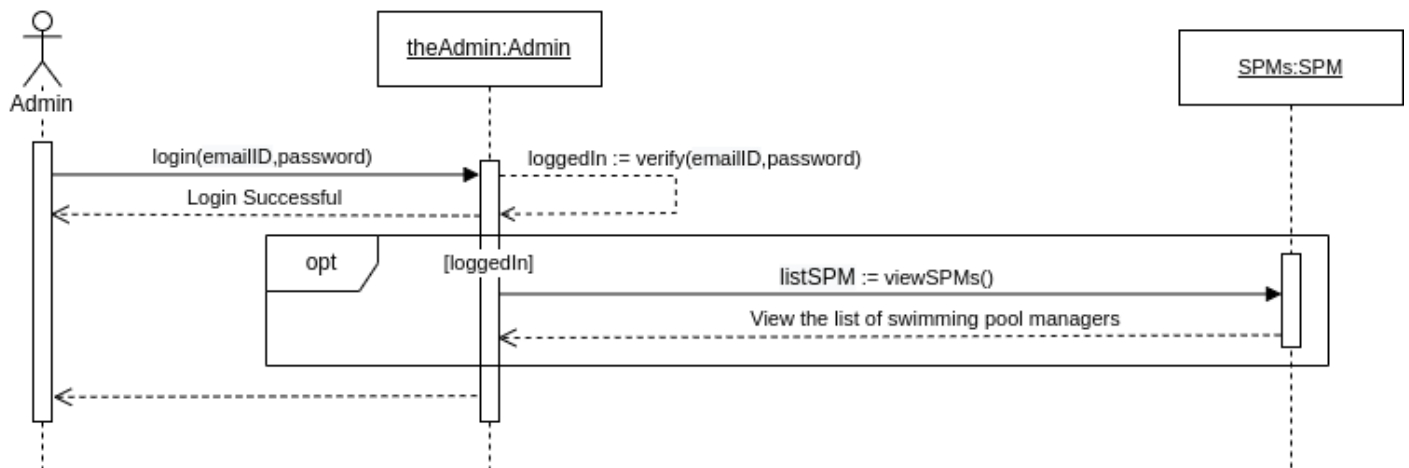 theAdmin:Admin
SPMs:SPM
Admin
login(emailID,password)
loggedIn := verify(emailID,password)
Login Successful
opt
[loggedIn]
listSPM := viewSPMs()
View the list of swimming pool managers